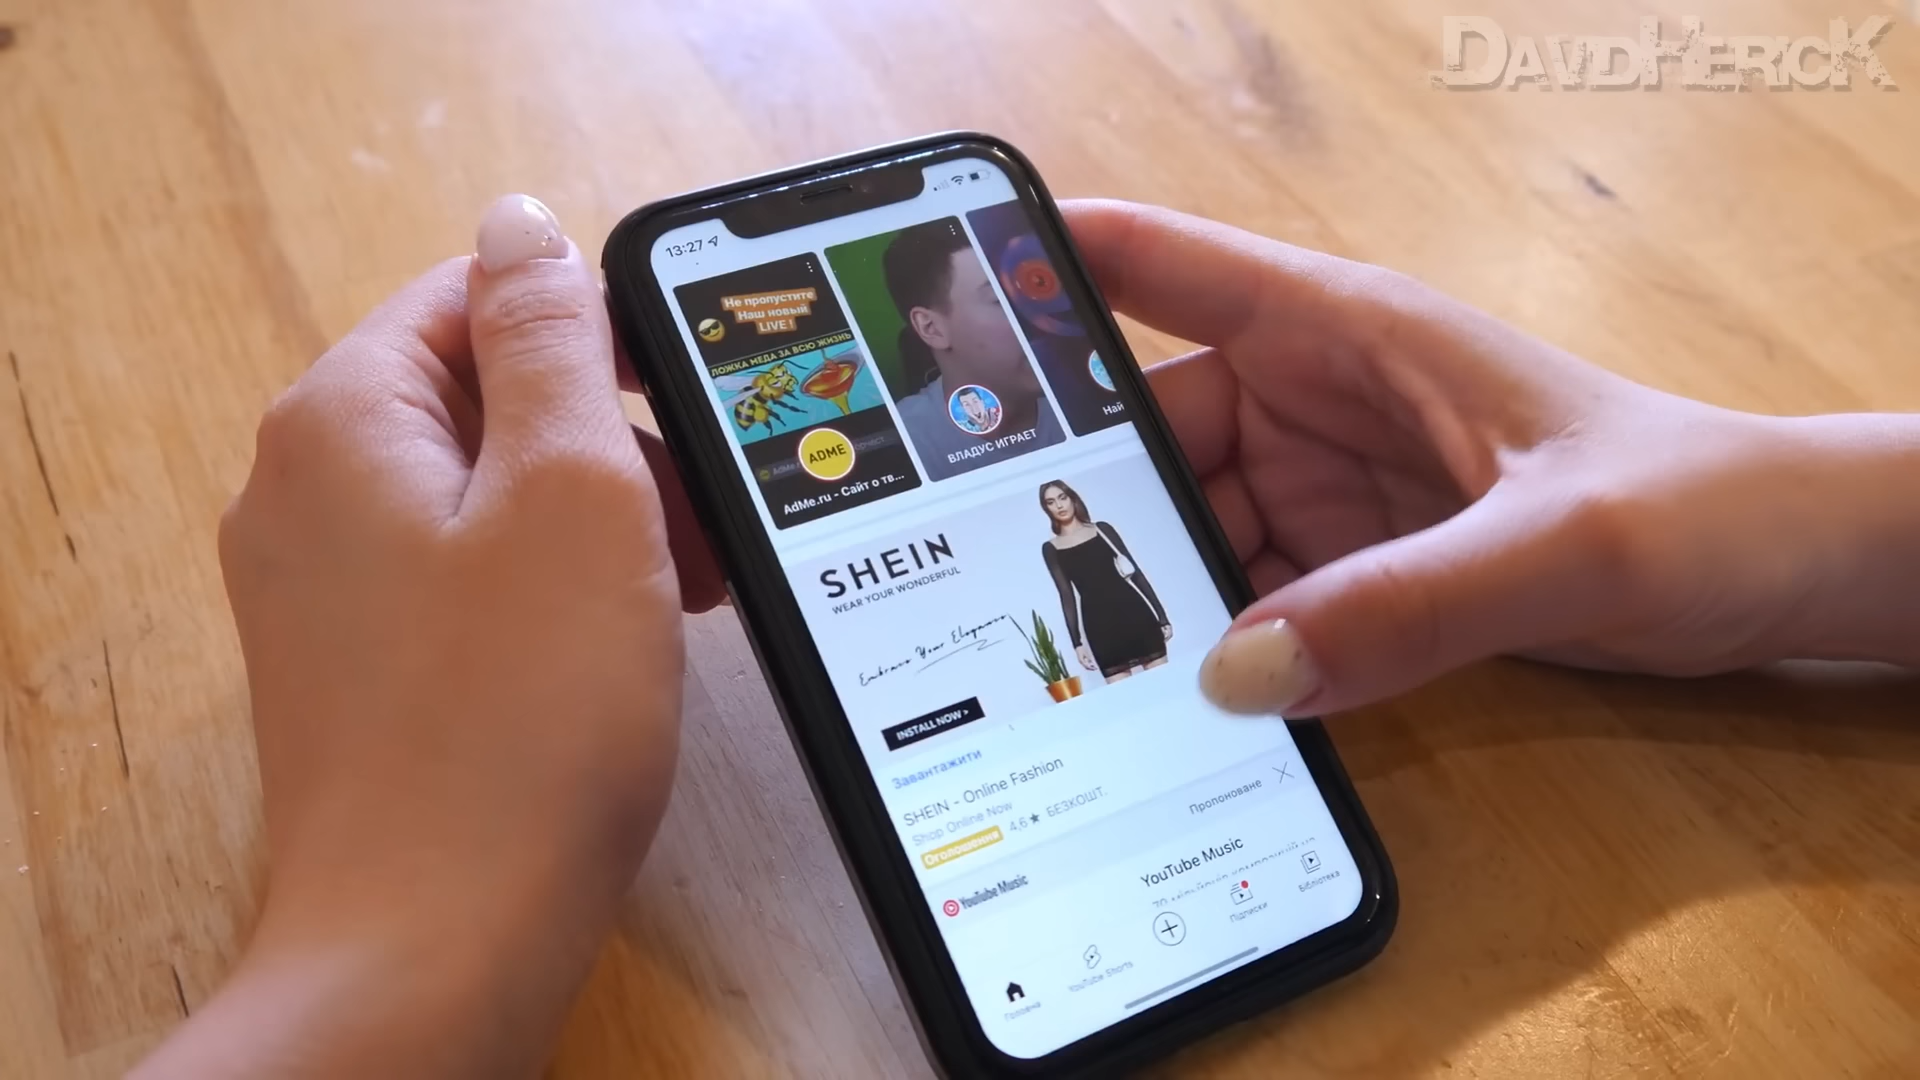 DAVIDHERICK
13:27
Не пропустите
Наш новый
LIVE !
ЛОЖКА МЕДА ЗА ВСЮ ЖИЗНЬ
ADME
AdMe.ru - Сайт о тв...
ВЛАДУС ИГРАЕТ
Най
SHEIN
WEAR YOUR WONDERFUL
Embrace Your Elegance
INSTALL NOW >
Завантажити
SHEIN - Online Fashion
Shop Online Now
Оголошення 4,6 ★ БЕЗКОШТ.
Пропоноване
YouTube Music
YouTube Music
Головна
YouTube Shorts
Підписки
Бібліотека